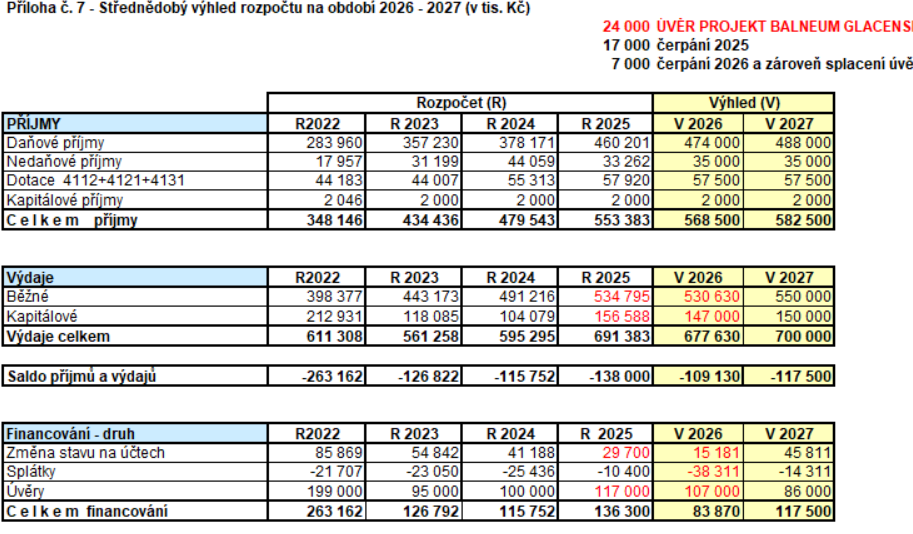 Příloha č. 7 - Střednědobý výhled rozpočtu na období 2026 - 2027 (v tis. Kč)
24 000 ÚVĚR PROJEKT BALNEUM GLACENS
17 000 čerpání 2025
7 000 čerpání 2026 a zároveň splacení úvě
Rozpočet (R) Výhled (V)
PŘÍJMY R2022 R 2023 R 2024 R 2025 V 2026 V 2027
Daňové příjmy 283 960 357 230 378 171 460 201 474 000 488 000
Nedaňové příjmy 17 957 31 199 44 059 33 262 35 000 35 000
Dotace 4112+4121+4131 44 183 44 007 55 313 57 920 57 500 57 500
Kapitálové příjmy 2 046 2 000 2 000 2 000 2 000 2 000
C e l k e m příjmy 348 146 434 436 479 543 553 383 568 500 582 500
Výdaje R2022 R 2023 R 2024 R 2025 V 2026 V 2027
Běžné 398 377 443 173 491 216 534 795 530 630 550 000
Kapitálové 212 931 118 085 104 079 156 588 147 000 150 000
Výdaje celkem 611 308 561 258 595 295 691 383 677 630 700 000
Saldo příjmů a výdajů -263 162 -126 822 -115 752 -138 000 -109 130 -117 500
Financování - druh R2022 R 2023 R 2024 R 2025 V 2026 V 2027
Změna stavu na účtech 85 869 54 842 41 188 29 700 15 181 45 811
Splátky -21 707 -23 050 -25 436 -10 400 -38 311 -14 311
Úvěry 199 000 95 000 100 000 117 000 107 000 86 000
C e l k e m financování 263 162 126 792 115 752 136 300 83 870 117 500